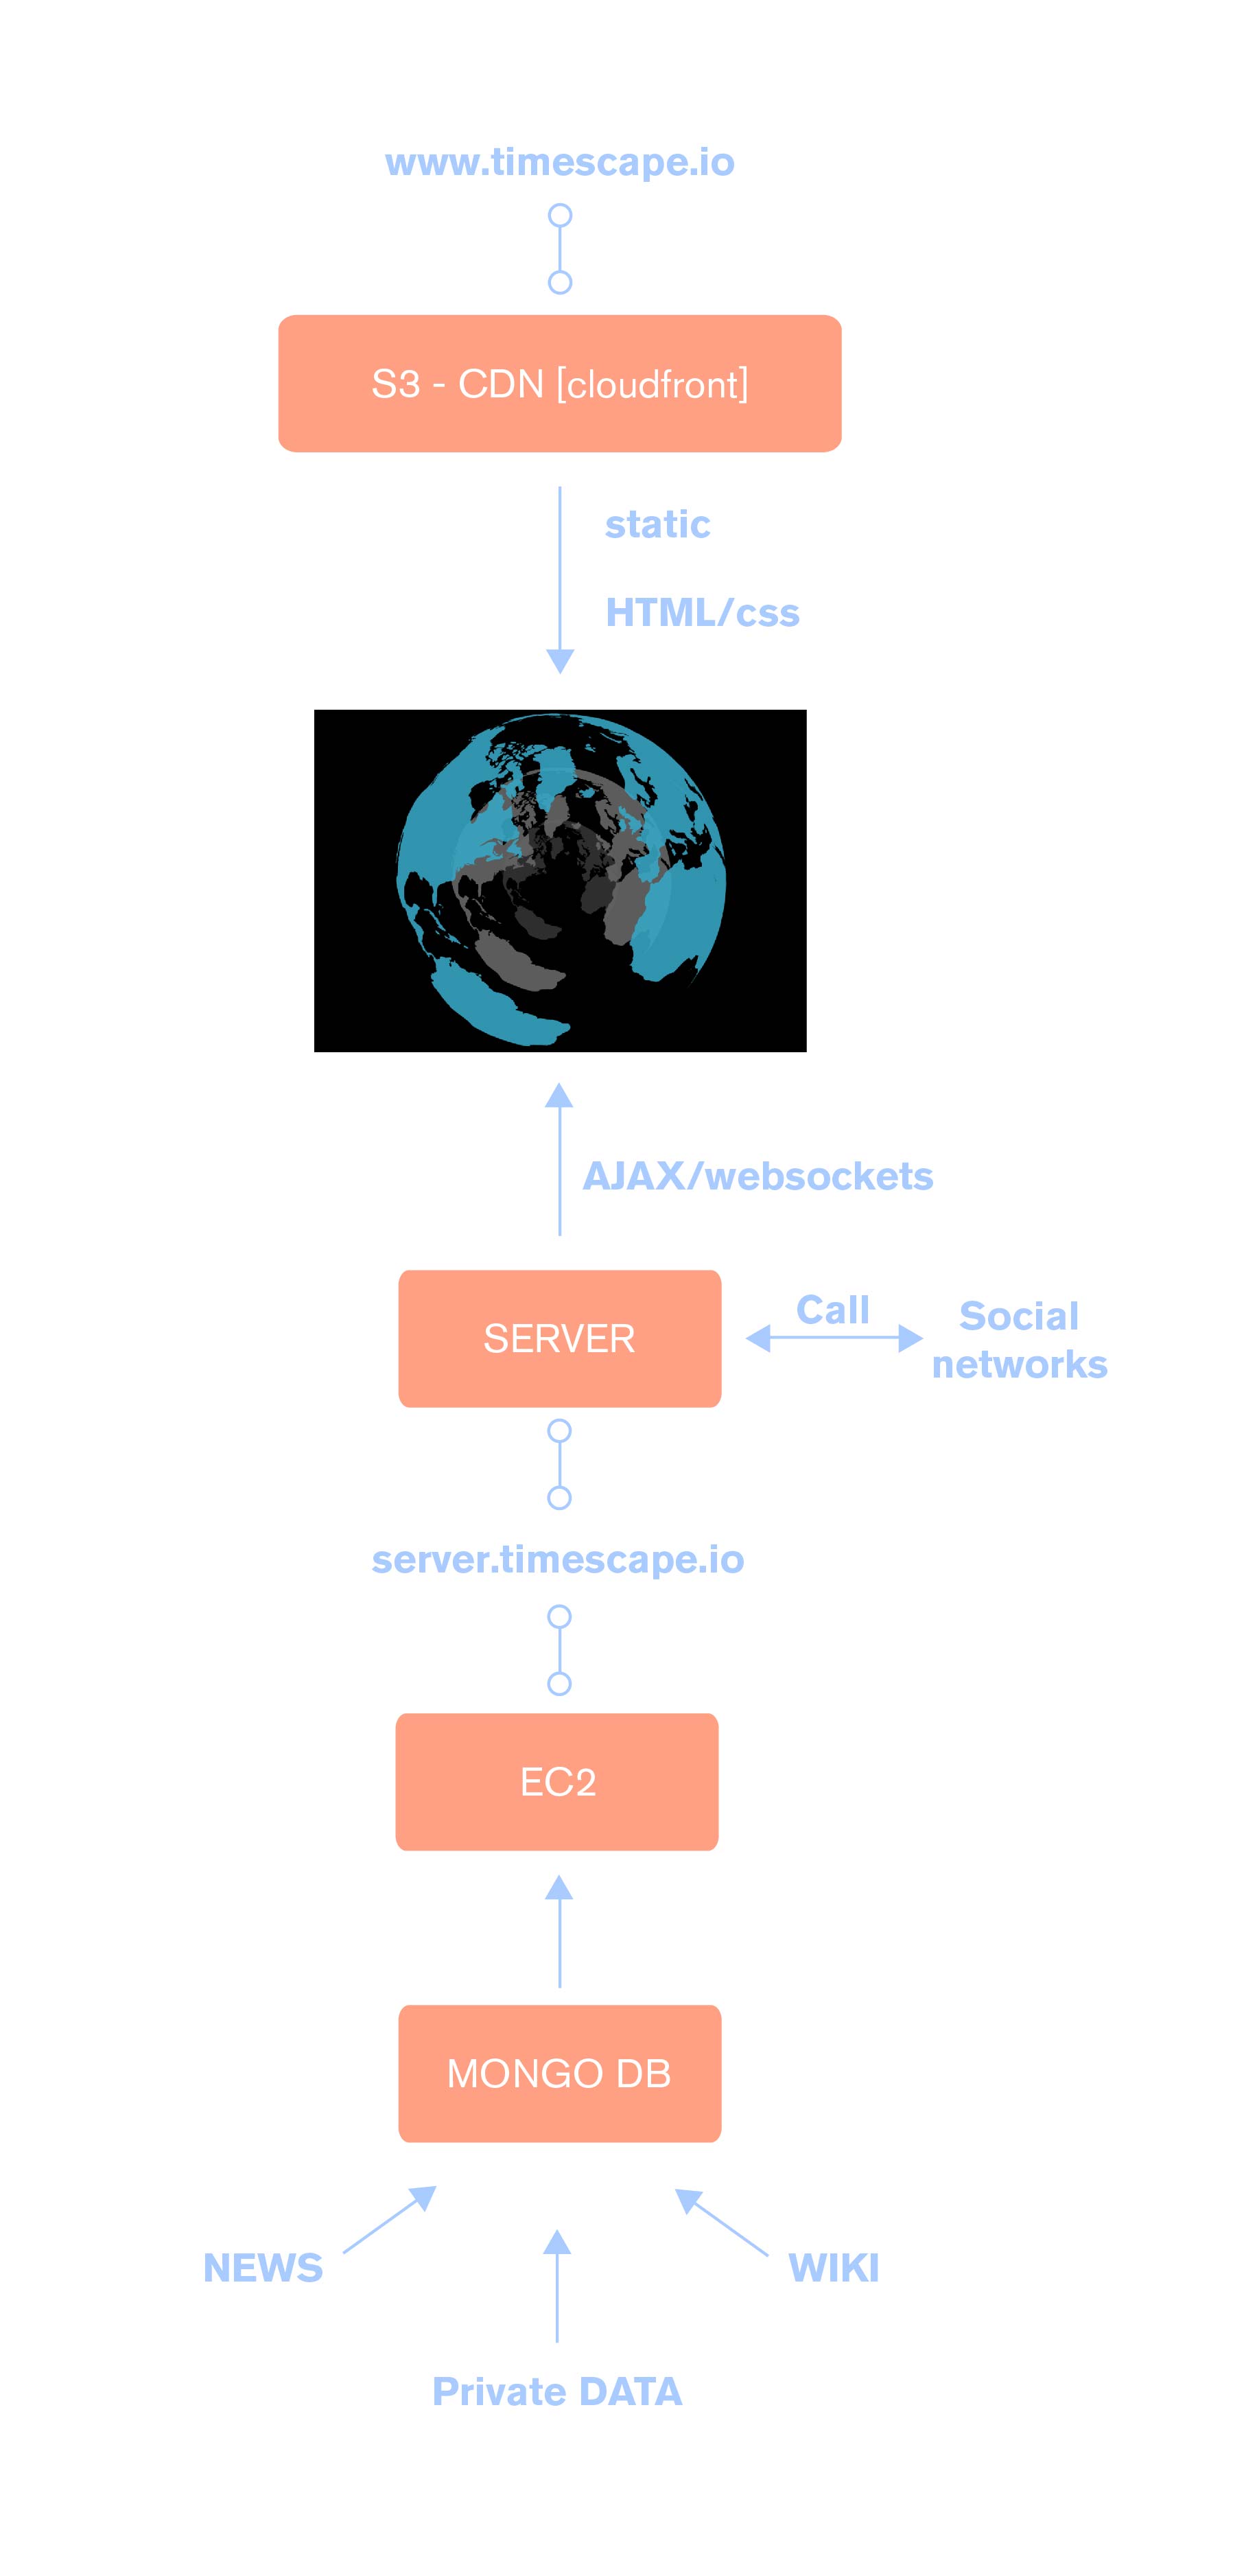 www.timescape.io
S3 - CDN [cloudfront]
static
HTML/css
AJAX/websockets
SERVER
Call
Social
networks
server.timescape.io
EC2
MONGO DB
NEWS
WIKI
Private DATA